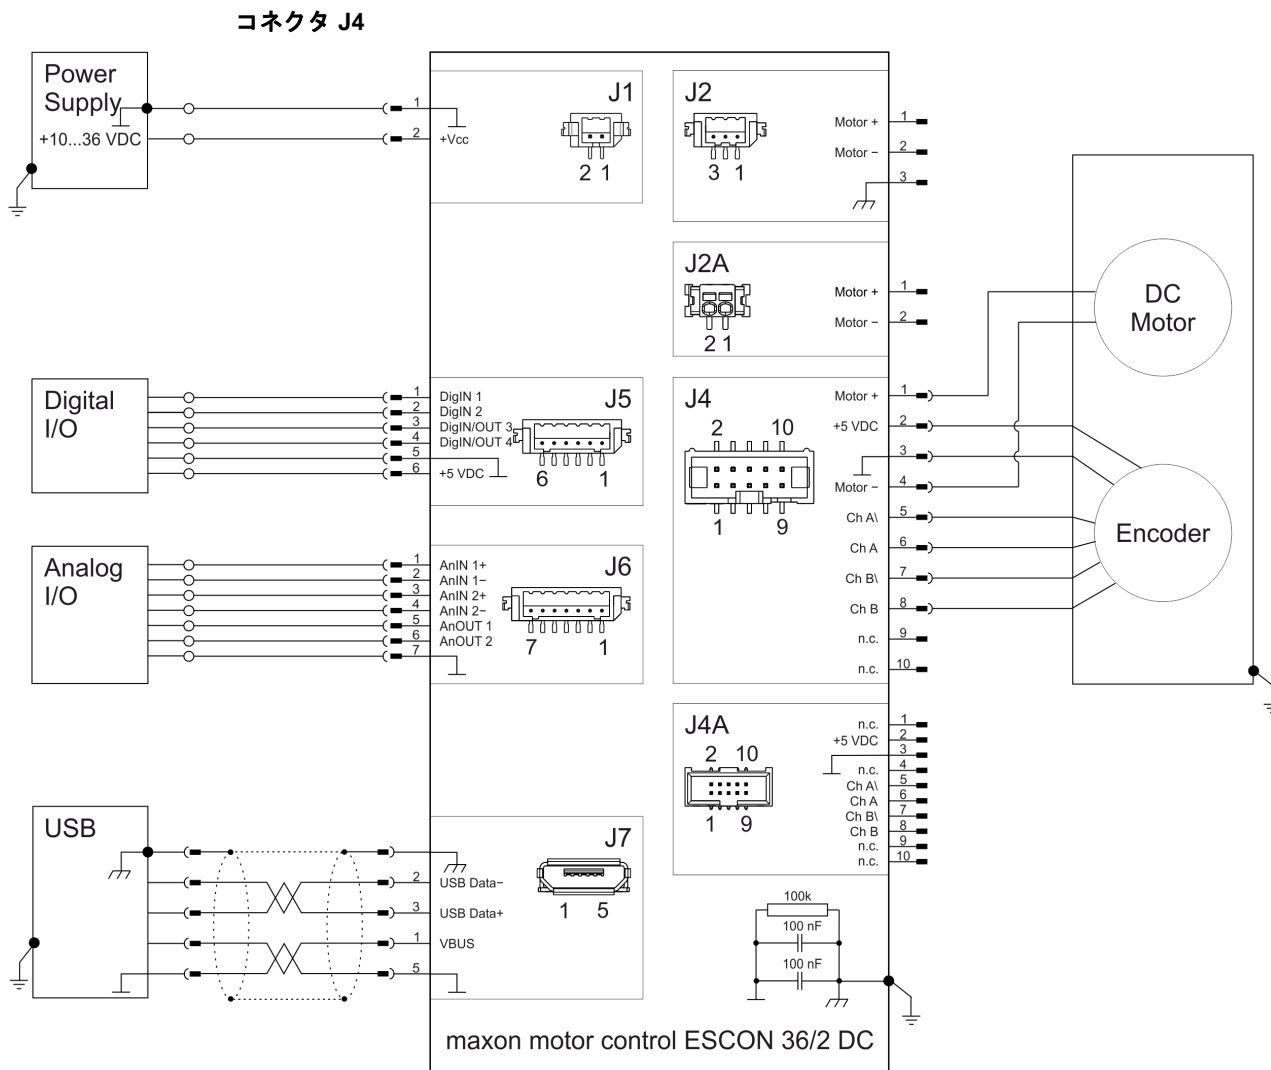 コネクタ J4
Power
Supply
+10...36 VDC
1
2
+Vcc
J1
2 1
J2
3 1
Motor +
1
Motor −
2
3
J2A
2 1
Motor +
1
Motor −
2
DC
Motor
Digital
I/O
1
DigIN 1
2
DigIN 2
3
DigIN/OUT 3
4
DigIN/OUT 4
5
6
+5 VDC
J5
6 1
J4
2 10
1 9
Motor +
1
+5 VDC
2
3
Motor −
4
Ch A\
5
Ch A
6
Ch B\
7
Ch B
8
n.c.
9
n.c.
10
Encoder
Analog
I/O
1
AnIN 1+
2
AnIN 1−
3
AnIN 2+
4
AnIN 2−
5
AnOUT 1
6
AnOUT 2
7
J6
7 1
J4A
2 10
1 9
n.c.
1
+5 VDC
2
3
n.c.
4
Ch A\
5
Ch A
6
Ch B\
7
Ch B
8
n.c.
9
n.c.
10
USB
2
USB Data−
3
USB Data+
1
VBUS
5
J7
1 5
100k
100 nF
100 nF
maxon motor control ESCON 36/2 DC